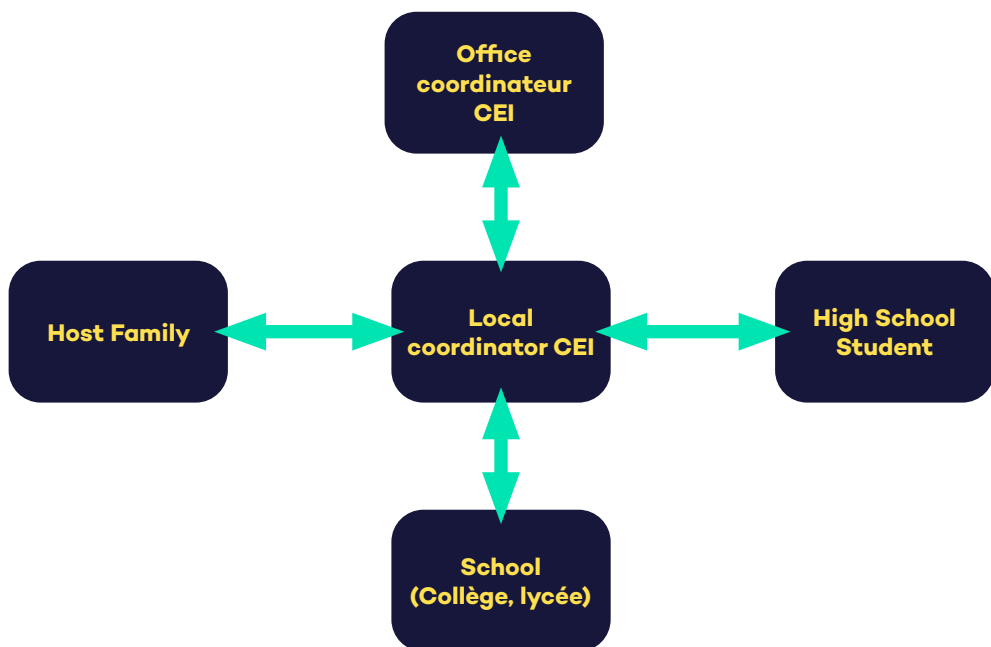 Office
coordinateur
CEI
Host Family
Local
coordinator CEI
High School
Student
School
(Collège, lycée)